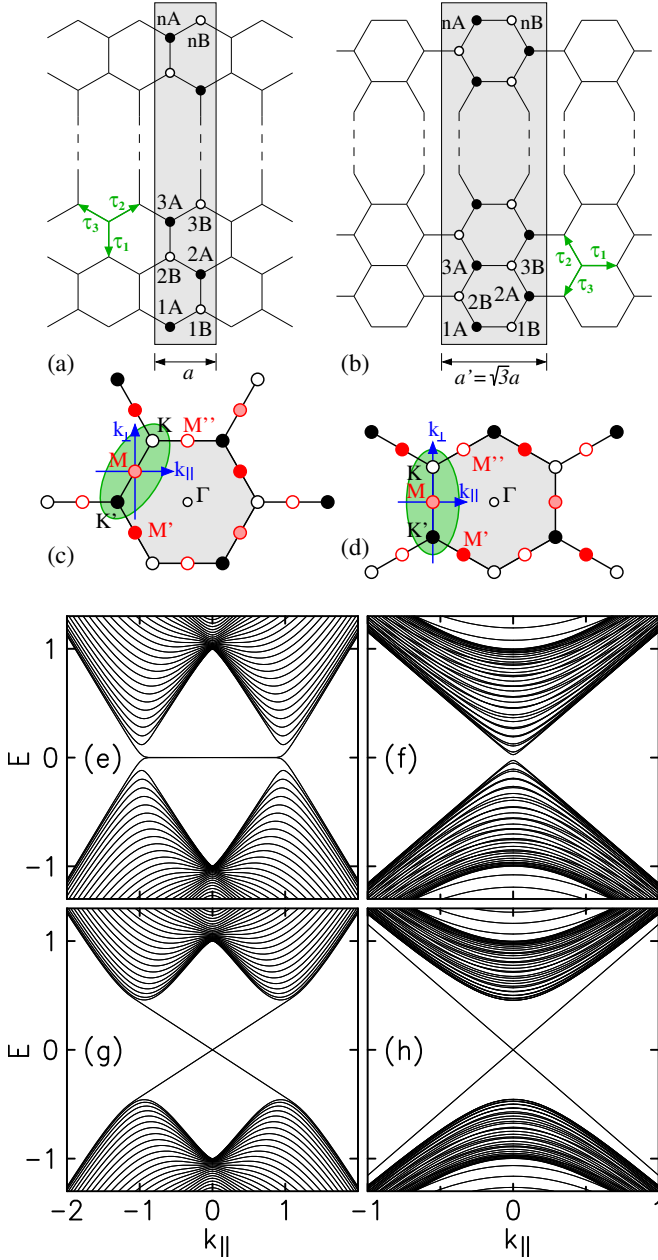 nA nB nA nB
3A 3B
τ₂ τ₃ τ₁
2A 2B
1A 1B
3A 3B
τ₁ τ₂ τ₃
2B 2A
1A 1B
(a) a (b) a'=√3a
k⊥ K M'' M k|| Γ K' M'
(c)
k⊥ K M'' M k|| Γ K' M'
(d)
1
E 0 (e) (f)
-1
1
E 0 (g) (h)
-1
-2 -1 0 1 -1 0 1
k|| k||